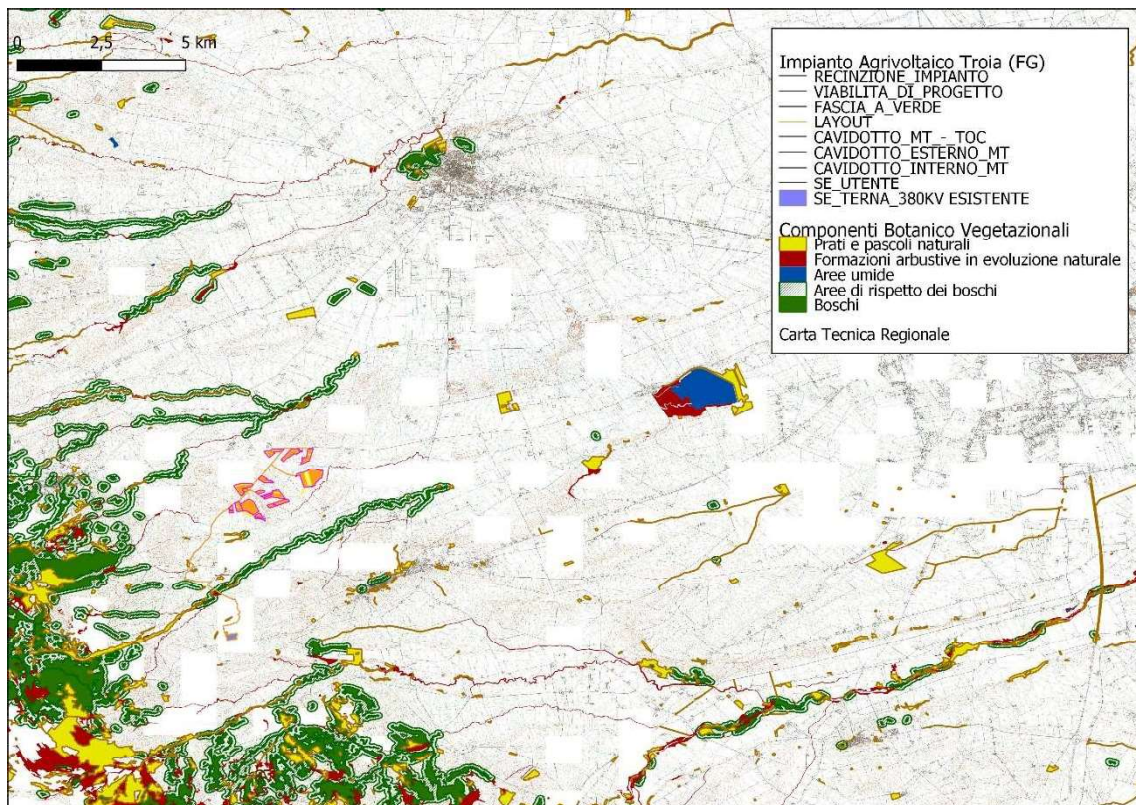 0 2,5 5 km
Impianto Agrivoltaico Troia (FG)
RECINZIONE_IMPIANTO
VIABILITA_DI_PROGETTO
FASCIA_A_VERDE
LAYOUT
CAVIDOTTO_MT_-_TOC
CAVIDOTTO_ESTERNO_MT
CAVIDOTTO_INTERNO_MT
SE_UTENTE
SE_TERNA_380KV ESISTENTE
Componenti Botanico Vegetazionali
Prati e pascoli naturali
Formazioni arbustive in evoluzione naturale
Aree umide
Aree di rispetto dei boschi
Boschi
Carta Tecnica Regionale